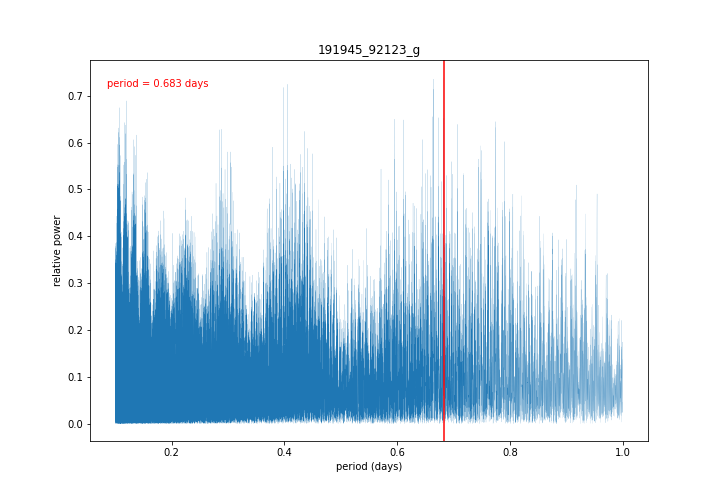 191945_92123_g
period = 0.683 days
relative power
0.7
0.6
0.5
0.4
0.3
0.2
0.1
0.0
0.2 0.4 0.6 0.8 1.0
period (days)